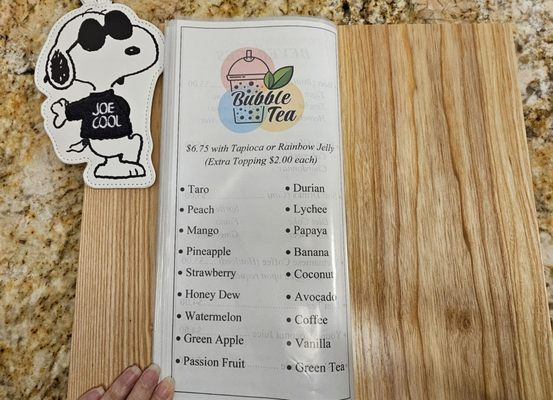 JOE
COOL
Bubble
Tea
$6.75 with Tapioca or Rainbow Jelly
(Extra Topping $2.00 each)
• Taro
• Peach
• Mango
• Pineapple
• Strawberry
• Honey Dew
• Watermelon
• Green Apple
• Passion Fruit
• Durian
• Lychee
• Papaya
• Banana
• Coconut
• Avocado
• Coffee
• Vanilla
• Green Tea